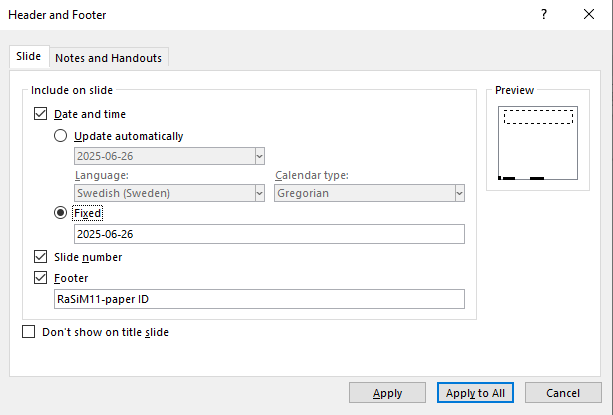 Header and Footer
?
Slide
Notes and Handouts
Include on slide
Preview
Date and time
Update automatically
2025-06-26
Language:
Calendar type:
Swedish (Sweden)
Gregorian
Fixed
2025-06-26
Slide number
Footer
RaSiM11-paper ID
Don't show on title slide
Apply
Apply to All
Cancel